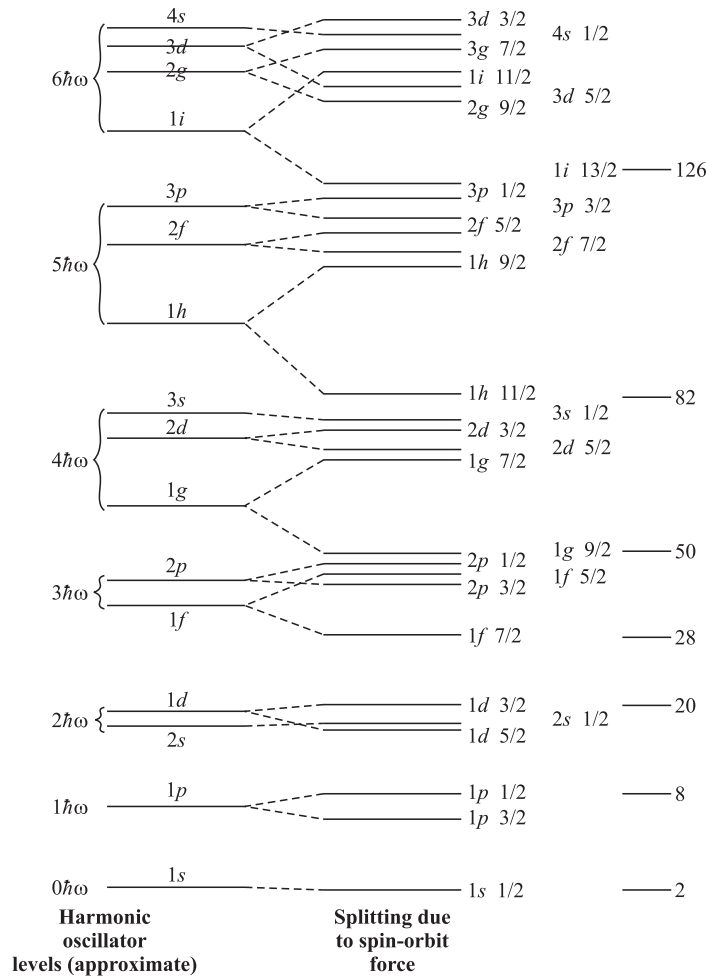 4s
3d 3/2
4s 1/2
3d
3g 7/2
2g
1i 11/2
6ħω
3d 5/2
2g 9/2
1i
1i 13/2
126
3p
3p 1/2
3p 3/2
2f
2f 5/2
2f 7/2
5ħω
1h 9/2
1h
1h 11/2
82
3s
3s 1/2
2d
2d 3/2
2d 5/2
4ħω
1g 7/2
1g
1g 9/2
50
2p
2p 1/2
1f 5/2
3ħω
2p 3/2
1f
1f 7/2
28
1d
1d 3/2
20
2ħω
2s 1/2
2s
1d 5/2
1p
1p 1/2
8
1ħω
1p 3/2
1s
0ħω
1s 1/2
2
Harmonic
oscillator
levels (approximate)
Splitting due
to spin-orbit
force